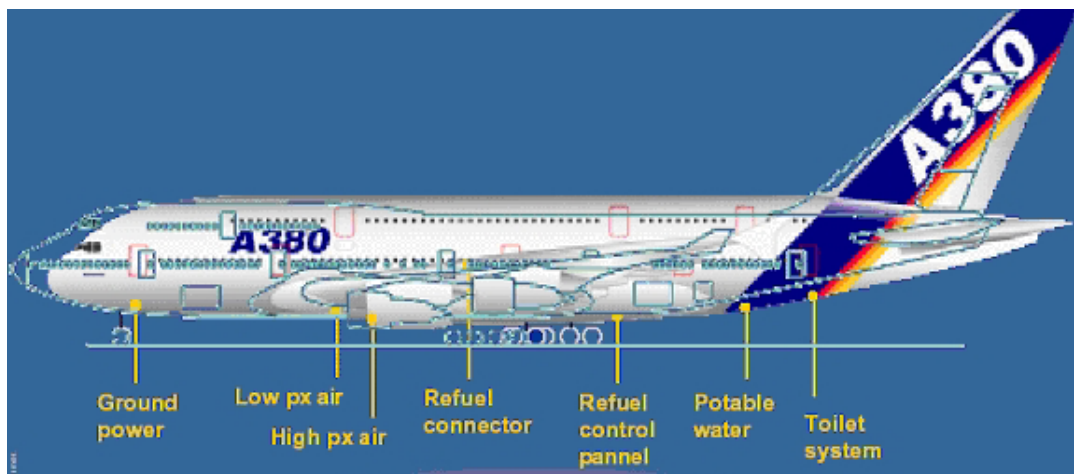 A380
A380
Ground
power
Low px air
High px air
Refuel
connector
Refuel
control
pannel
Potable
water
Toilet
system